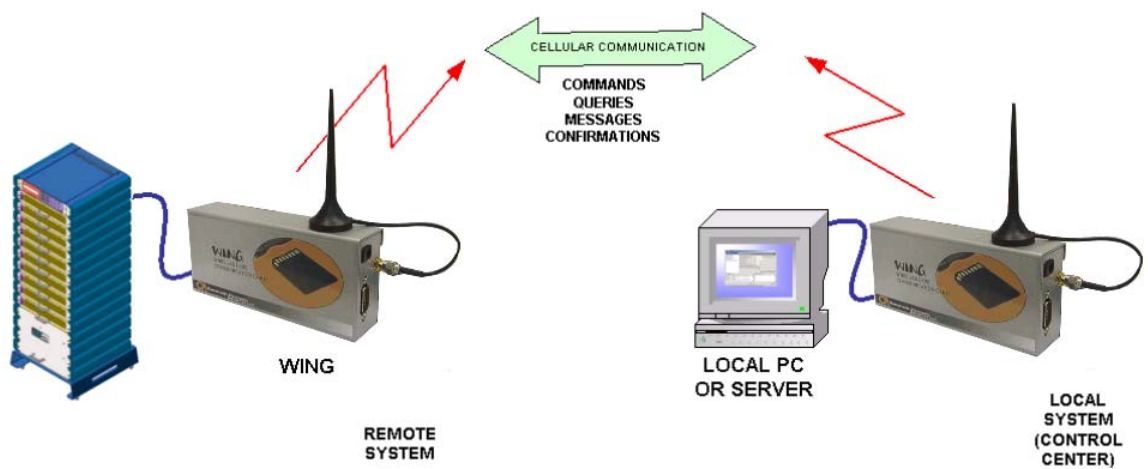 CELLULAR COMMUNICATION
COMMANDS
QUERIES
MESSAGES
CONFIRMATIONS
WING
WING
WING
REMOTE
SYSTEM
LOCAL PC
OR SERVER
LOCAL
SYSTEM
(CONTROL
CENTER)